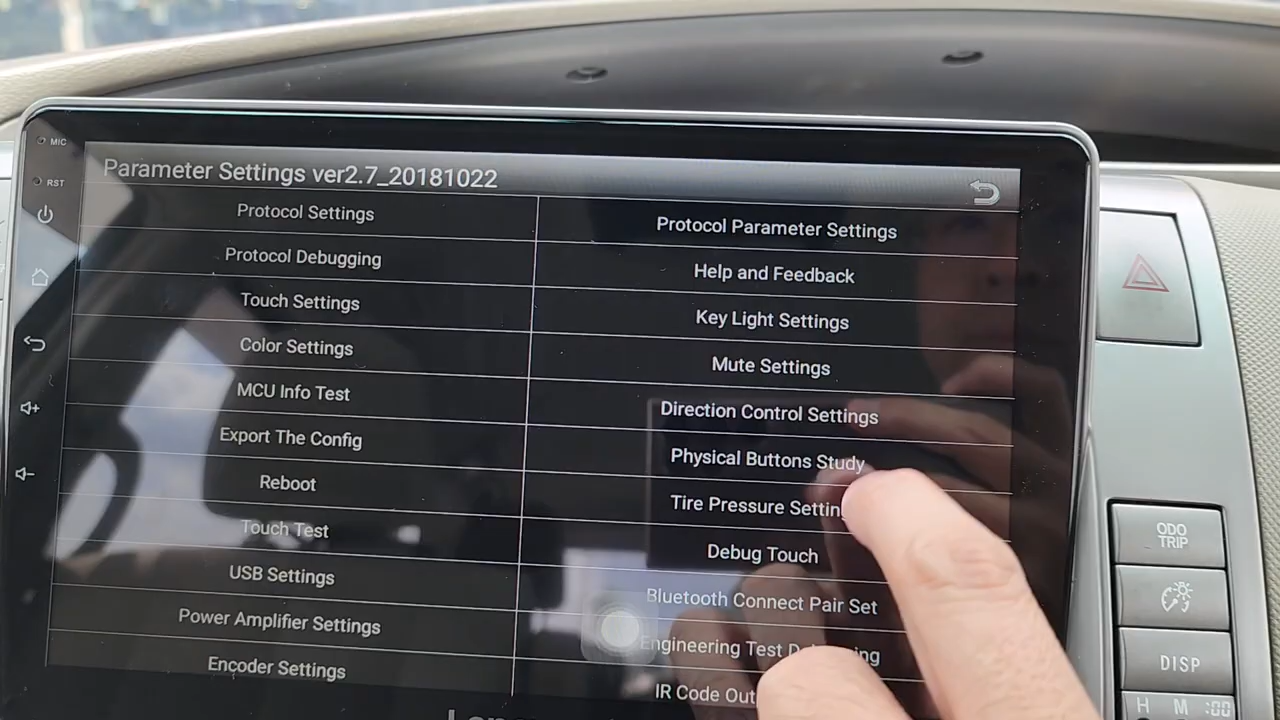 MIC
RST
Parameter Settings ver2.7_20181022
Protocol Settings
Protocol Parameter Settings
Protocol Debugging
Help and Feedback
Touch Settings
Key Light Settings
Color Settings
Mute Settings
MCU Info Test
Direction Control Settings
Export The Config
Physical Buttons Study
Reboot
Tire Pressure Settin
Touch Test
Debug Touch
USB Settings
Bluetooth Connect Pair Set
Power Amplifier Settings
Engineering Test
Encoder Settings
IR Code Out
ODO
TRIP
DISP
H M :00